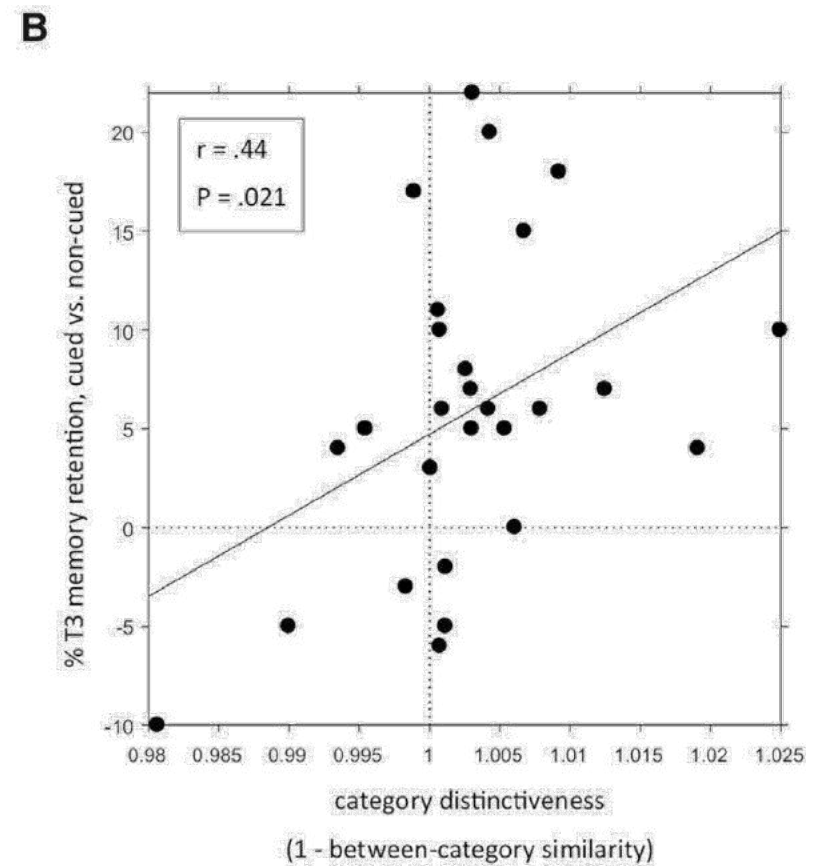 B
r = .44
P = .021
% T3 memory retention, cued vs. non-cued
20
15
10
5
0
-5
-10
0.98 0.985 0.99 0.995 1 1.005 1.01 1.015 1.02 1.025
category distinctiveness
(1 - between-category similarity)